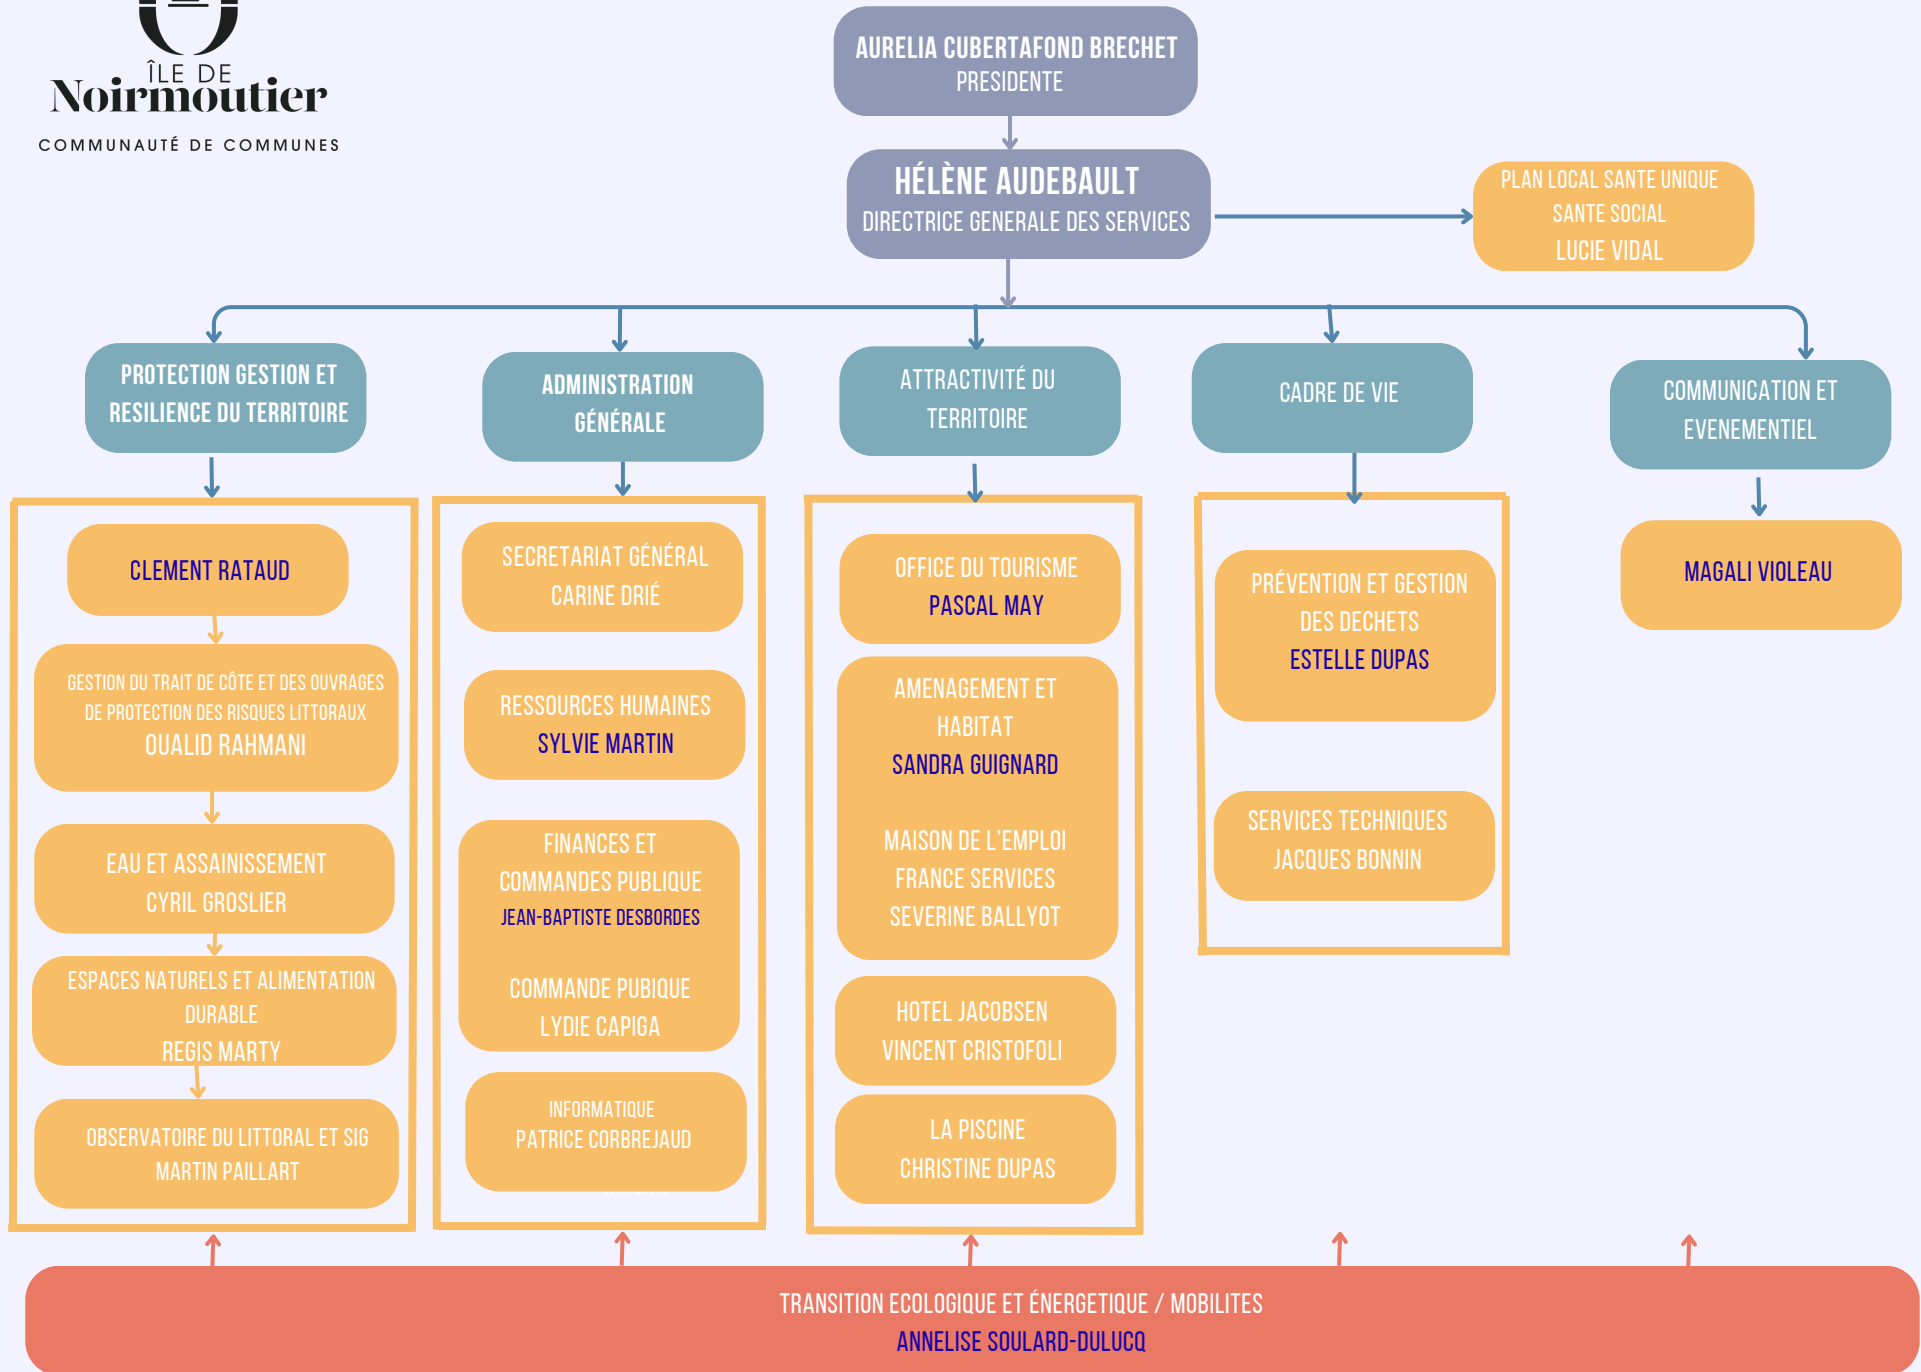 ÎLE DE
Noirmoutier
COMMUNAUTÉ DE COMMUNES
AURELIA CUBERTAFOND BRECHET
PRESIDENTE
HÉLÈNE AUDEBAULT
DIRECTRICE GENERALE DES SERVICES
PLAN LOCAL SANTE UNIQUE
SANTE SOCIAL
LUCIE VIDAL
PROTECTION GESTION ET
RESILIENCE DU TERRITOIRE
ADMINISTRATION
GÉNÉRALE
ATTRACTIVITÉ DU
TERRITOIRE
CADRE DE VIE
COMMUNICATION ET
EVENEMENTIEL
CLEMENT RATAUD
GESTION DU TRAIT DE CÔTE ET DES OUVRAGES
DE PROTECTION DES RISQUES LITTORAUX
OUALID RAHMANI
EAU ET ASSAINISSEMENT
CYRIL GROSLIER
ESPACES NATURELS ET ALIMENTATION
DURABLE
REGIS MARTY
OBSERVATOIRE DU LITTORAL ET SIG
MARTIN PAILLART
SECRETARIAT GÉNÉRAL
CARINE DRIÉ
RESSOURCES HUMAINES
SYLVIE MARTIN
FINANCES ET
COMMANDES PUBLIQUE
JEAN-BAPTISTE DESBORDES
COMMANDE PUBIQUE
LYDIE CAPIGA
INFORMATIQUE
PATRICE CORBREJAUD
OFFICE DU TOURISME
PASCAL MAY
AMENAGEMENT ET
HABITAT
SANDRA GUIGNARD
MAISON DE L'EMPLOI
FRANCE SERVICES
SEVERINE BALLYOT
HOTEL JACOBSEN
VINCENT CRISTOFOLI
LA PISCINE
CHRISTINE DUPAS
PRÉVENTION ET GESTION
DES DECHETS
ESTELLE DUPAS
SERVICES TECHNIQUES
JACQUES BONNIN
MAGALI VIOLEAU
TRANSITION ECOLOGIQUE ET ÉNERGETIQUE / MOBILITES
ANNELISE SOULARD-DULUCQ